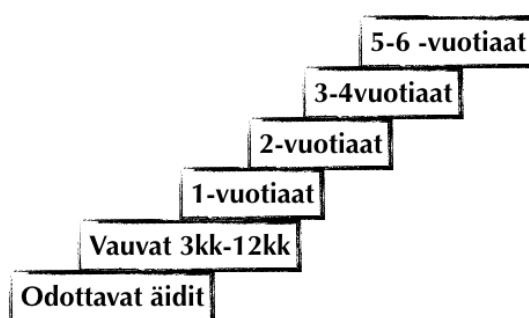 5-6 -vuotiaat
3-4vuotiaat
2-vuotiaat
1-vuotiaat
Vauvat 3kk-12kk
Odottavat äidit